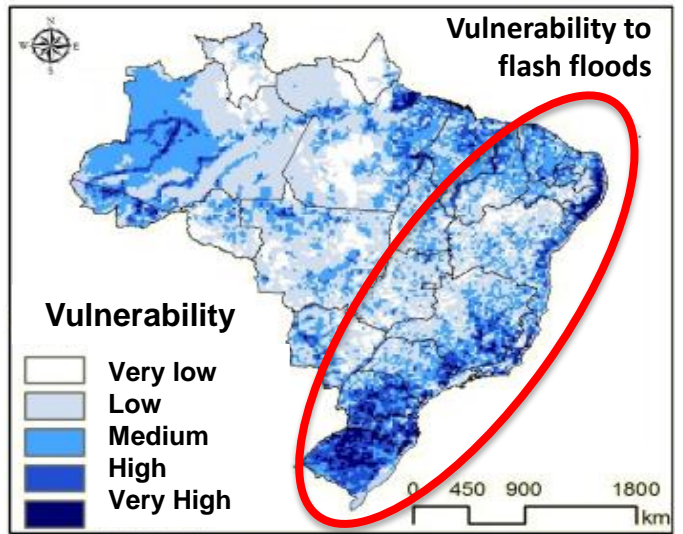 N
W
E
S
Vulnerability to
flash floods
Vulnerability
Very low
Low
Medium
High
Very High
0 450 900 1800
km